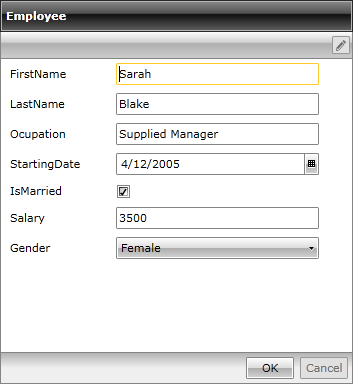 Employee
FirstName Sarah
LastName Blake
Ocupation Supplied Manager
StartingDate 4/12/2005
IsMarried
Salary 3500
Gender Female
OK Cancel